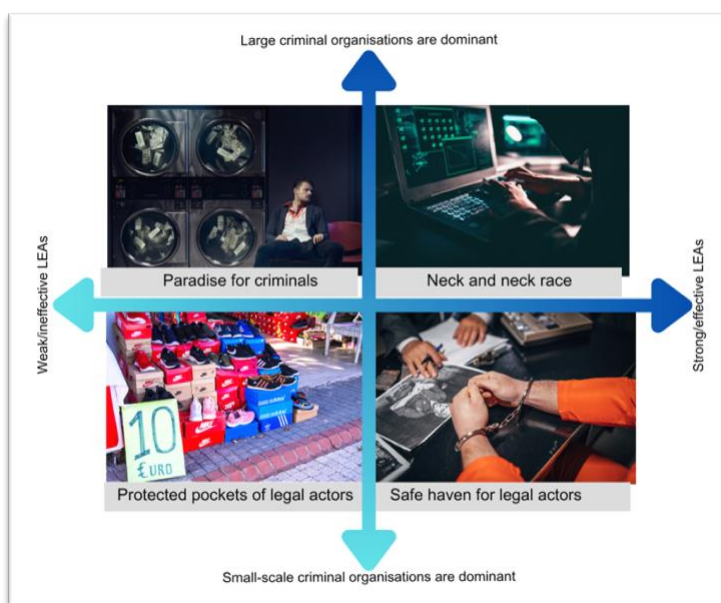 Large criminal organisations are dominant
Paradise for criminals
Neck and neck race
Weak/ineffective LEAs
Strong/effective LEAs
10
€URO
Protected pockets of legal actors
Safe haven for legal actors
Small-scale criminal organisations are dominant